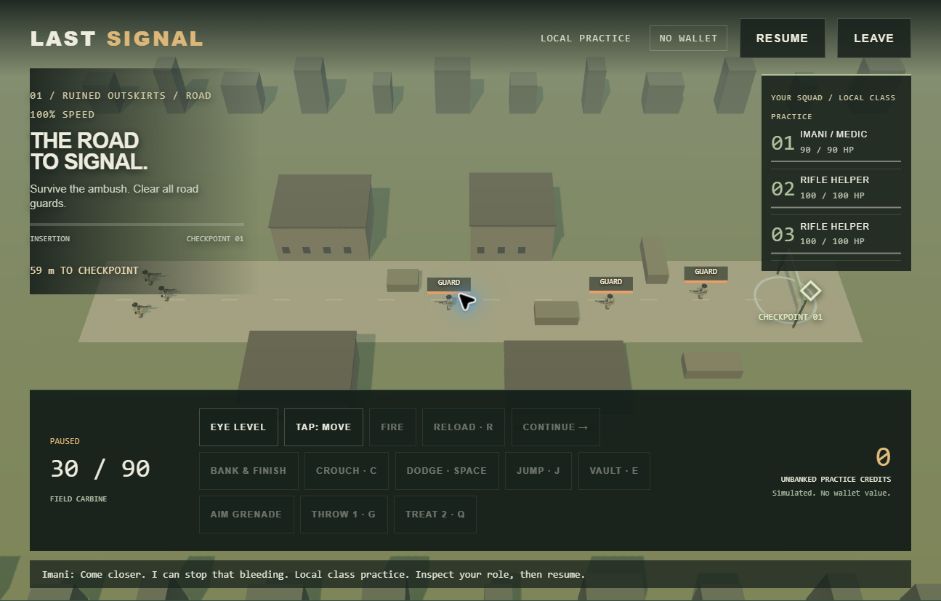 LAST SIGNAL
LOCAL PRACTICE
NO WALLET
RESUME
LEAVE
01 / RUINED OUTSKIRTS / ROAD
100% SPEED
THE ROAD
TO SIGNAL.
Survive the ambush. Clear all road
guards.
INSERTION
CHECKPOINT 01
59 m TO CHECKPOINT
YOUR SQUAD / LOCAL CLASS
PRACTICE
01 IMANI / MEDIC
90 / 90 HP
02 RIFLE HELPER
100 / 100 HP
03 RIFLE HELPER
100 / 100 HP
GUARD
GUARD
GUARD
CHECKPOINT 01
PAUSED
30 / 90
FIELD CARBINE
EYE LEVEL
TAP: MOVE
FIRE
RELOAD · R
CONTINUE →
BANK & FINISH
CROUCH · C
DODGE · SPACE
JUMP · J
VAULT · E
AIM GRENADE
THROW 1 · G
TREAT 2 · Q
0
UNBANKED PRACTICE CREDITS
Simulated. No wallet value.
Imani: Come closer. I can stop that bleeding. Local class practice. Inspect your role, then resume.